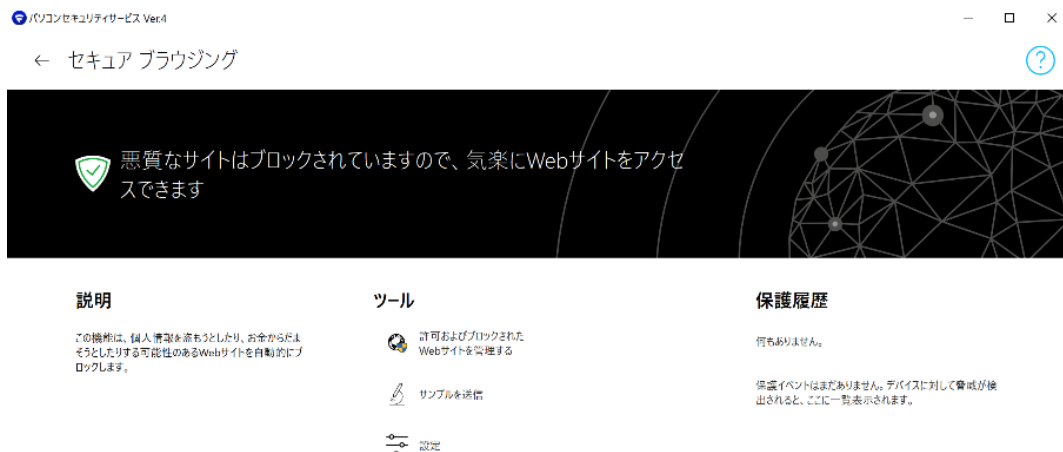 パソコンセキュリティサービス Ver.4
← セキュア ブラウジング
?
悪質なサイトはブロックされていますので、気楽にWebサイトをアクセ
スできます
説明
この機能は、個人情報を盗もうとしたり、お金からだま
そうとしたりする可能性のあるWebサイトを自動的にブ
ロックします。
ツール
許可およびブロックされた
Webサイトを管理する
サンプルを送信
設定
保護履歴
何もありません。
保護イベントはまだありません。デバイスに対して脅威が検
出されると、ここに一覧表示されます。